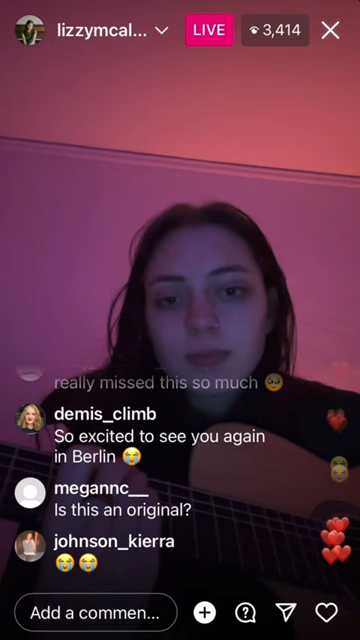 lizzymcal...
LIVE
3,414
really missed this so much 🥺
demis_climb
So excited to see you again
in Berlin 😭
megannc__
Is this an original?
johnson_kierra
😭😭
Add a commen...